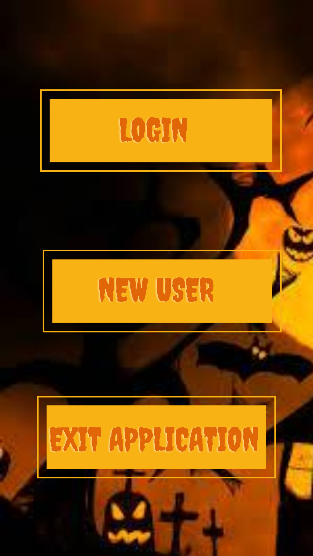 LOGIN
NEW USER
EXIT APPLICATION